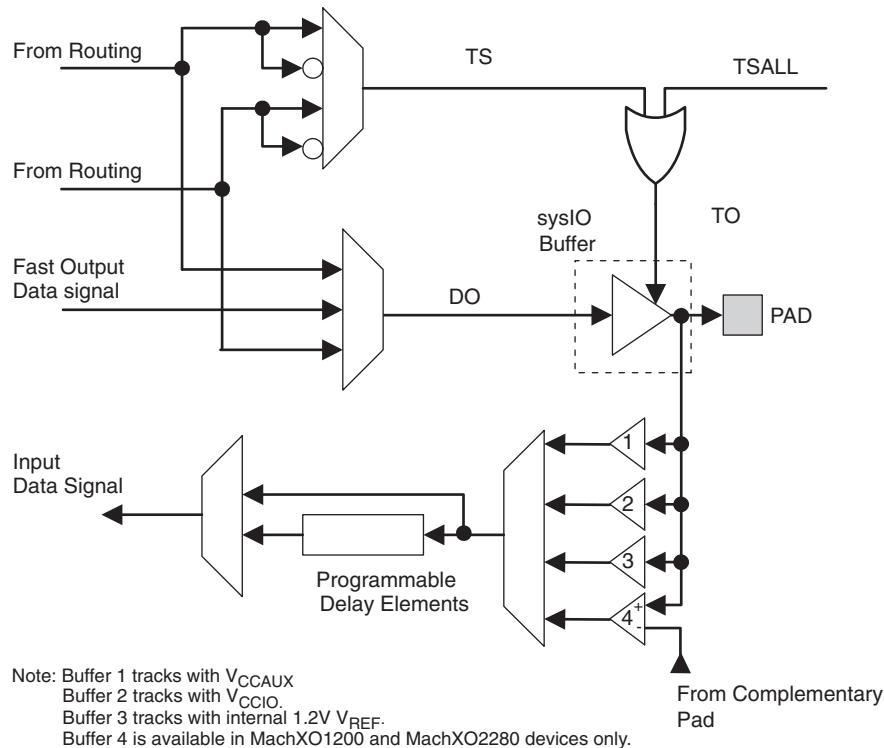 From Routing
TS
TSALL
From Routing
sysIO
Buffer
TO
Fast Output
Data signal
DO
PAD
1
Input
Data Signal
2
3
Programmable
Delay Elements
4
+
-
Note: Buffer 1 tracks with VCCAUX
Buffer 2 tracks with VCCIO.
Buffer 3 tracks with internal 1.2V VREF.
Buffer 4 is available in MachXO1200 and MachXO2280 devices only.
From Complementary
Pad